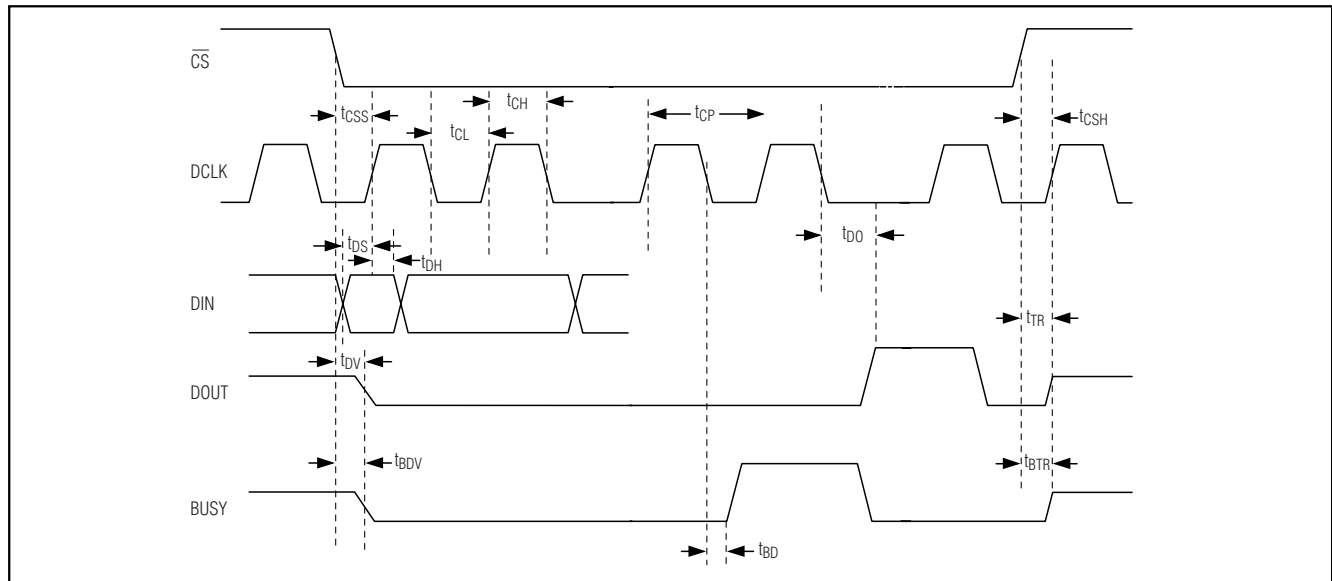 CS
tCSS
tCH
tCP
tCSH
tCL
DCLK
tDS
tDO
tDH
DIN
tTR
tDV
DOUT
tBDV
tBTR
BUSY
tBD